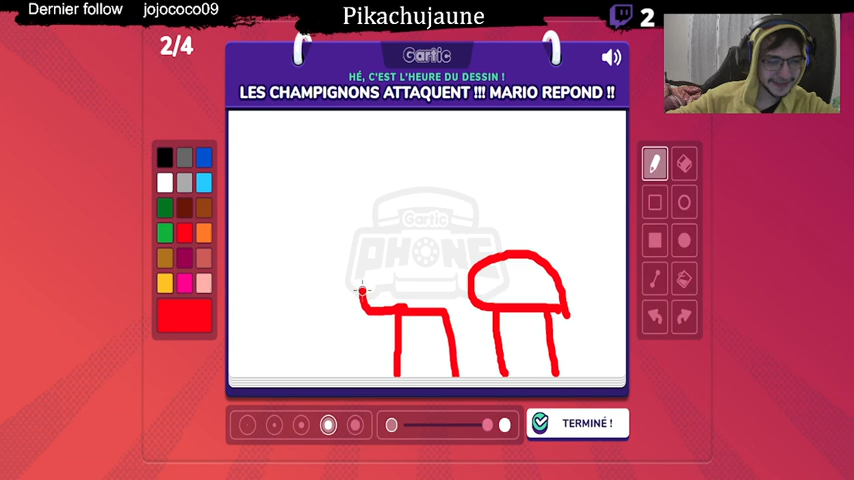 Dernier follow jojococo09
Pikachujaune
2
2/4
Gartic
HÉ, C'EST L'HEURE DU DESSIN !
LES CHAMPIGNONS ATTAQUENT !!! MARIO REPOND !!
Gartic
PHONE
TERMINÉ !